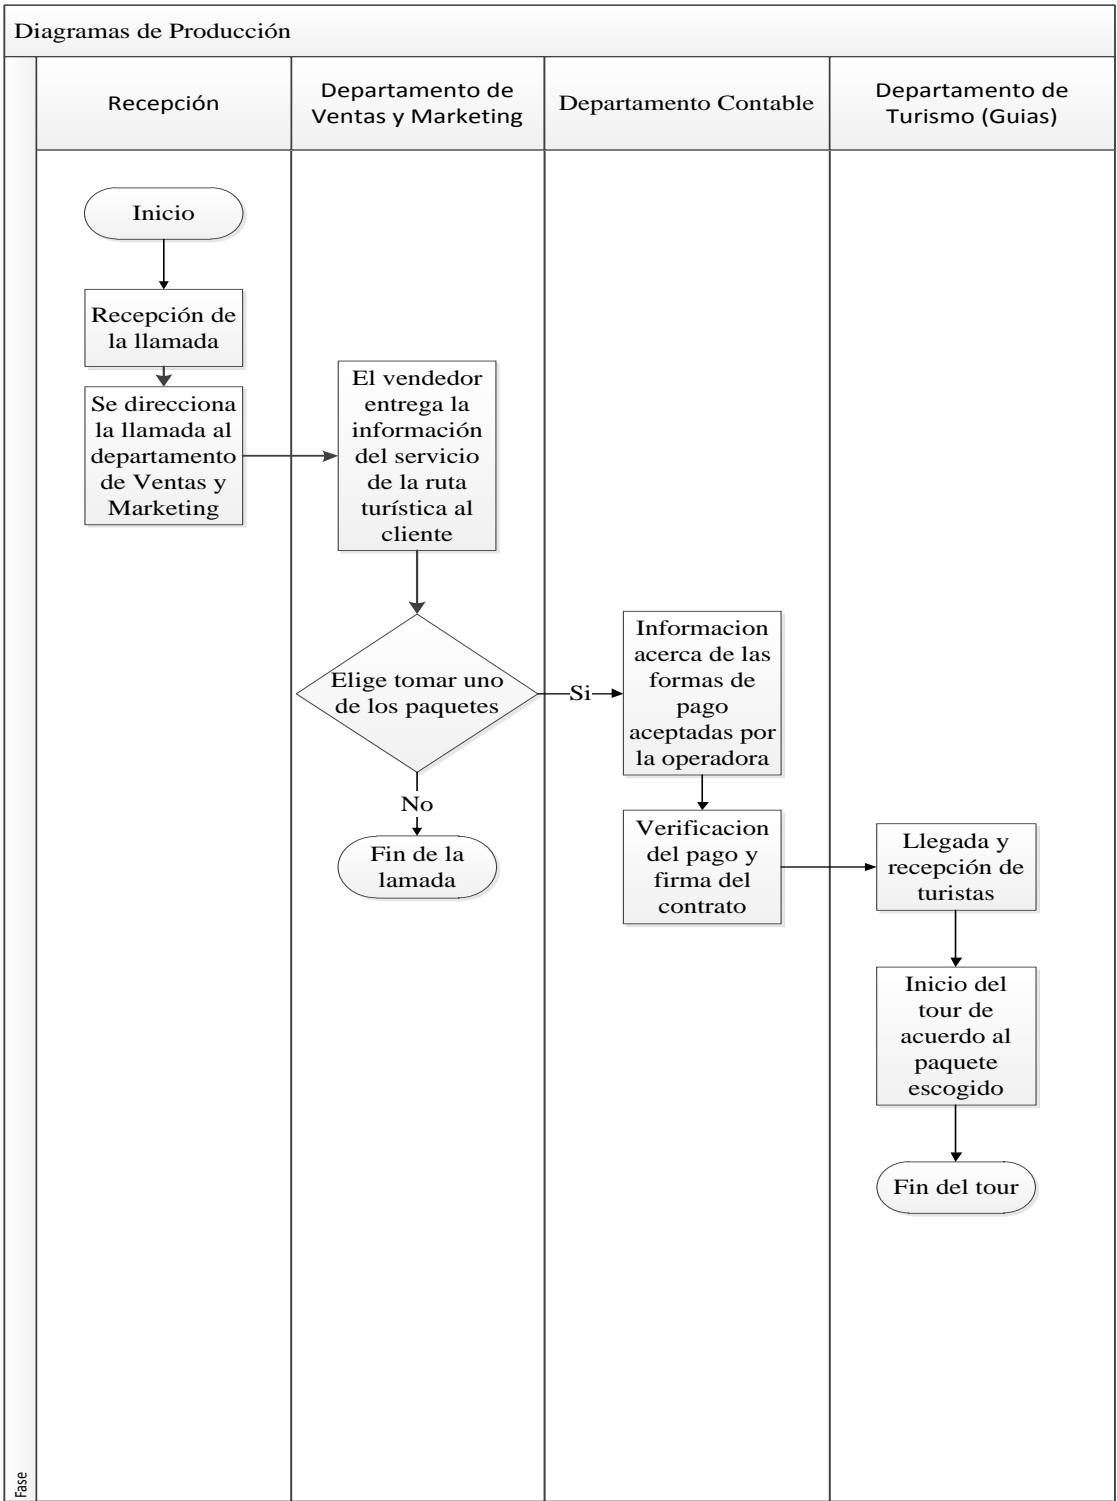 Diagramas de Producción
Recepción
Departamento de
Ventas y Marketing
Departamento Contable
Departamento de
Turismo (Guias)
Inicio
Recepción de
la llamada
Se direcciona
la llamada al
departamento
de Ventas y
Marketing
El vendedor
entrega la
información
del servicio
de la ruta
turística al
cliente
Elige tomar uno
de los paquetes
Si
No
Fin de la
lamada
Informacion
acerca de las
formas de
pago
aceptadas por
la operadora
Verificacion
del pago y
firma del
contrato
Llegada y
recepción de
turistas
Inicio del
tour de
acuerdo al
paquete
escogido
Fin del tour
Fase